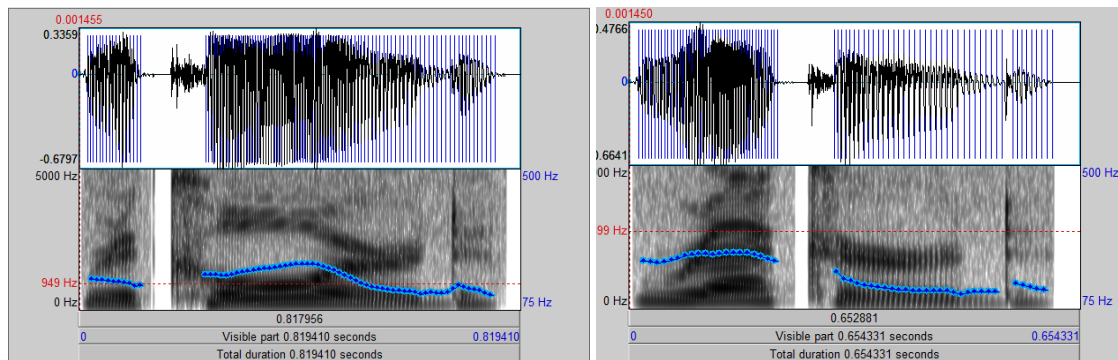 0.001455
0.3359
0
-0.6797
5000 Hz
500 Hz
949 Hz
0 Hz
75 Hz
0.817956
0 Visible part 0.819410 seconds 0.819410
Total duration 0.819410 seconds
0.001450
0.4766
0
0.6641
00 Hz
500 Hz
99 Hz
0 Hz
75 Hz
0.652881
0 Visible part 0.654331 seconds 0.654331
Total duration 0.654331 seconds